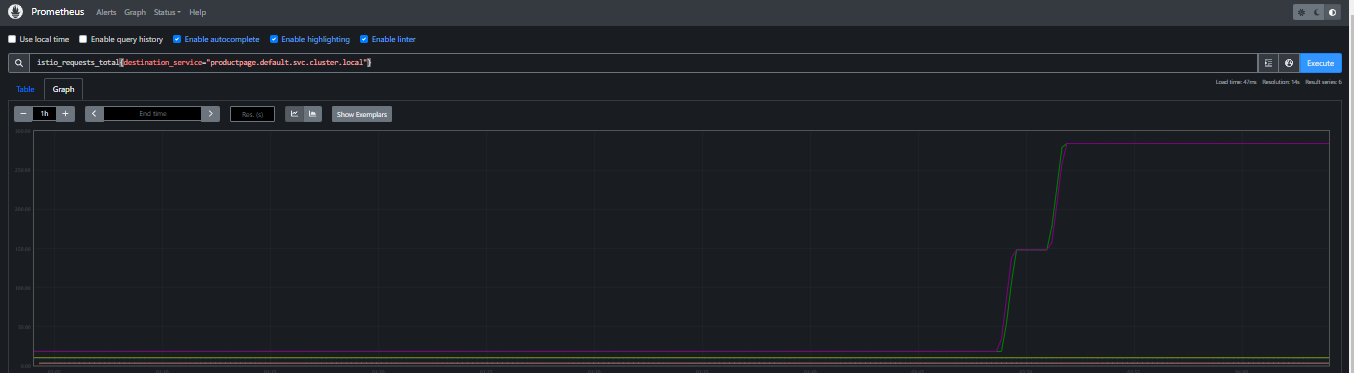 Prometheus Alerts Graph Status Help
Use local time Enable query history Enable autocomplete Enable highlighting Enable linter
istio_requests_total{destination_service="productpage.default.svc.cluster.local"} Execute
Load time: 47ms Resolution: 14s Result series: 6
Table Graph
− 1h + < End time > Res. (s) Show Exemplars
300.00
250.00
200.00
150.00
100.00
50.00
0.00